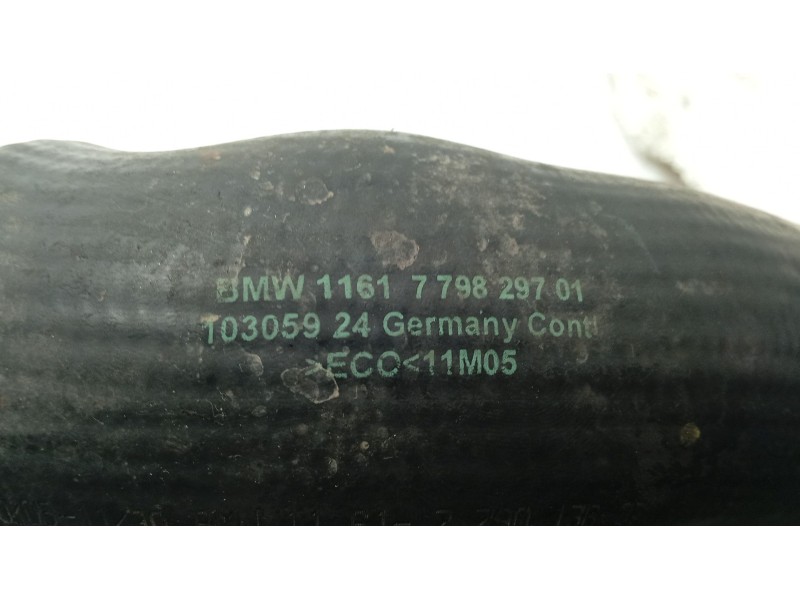 BMW 1161 7 798 297 01
103059 24 Germany Conti
>ECO<11M05